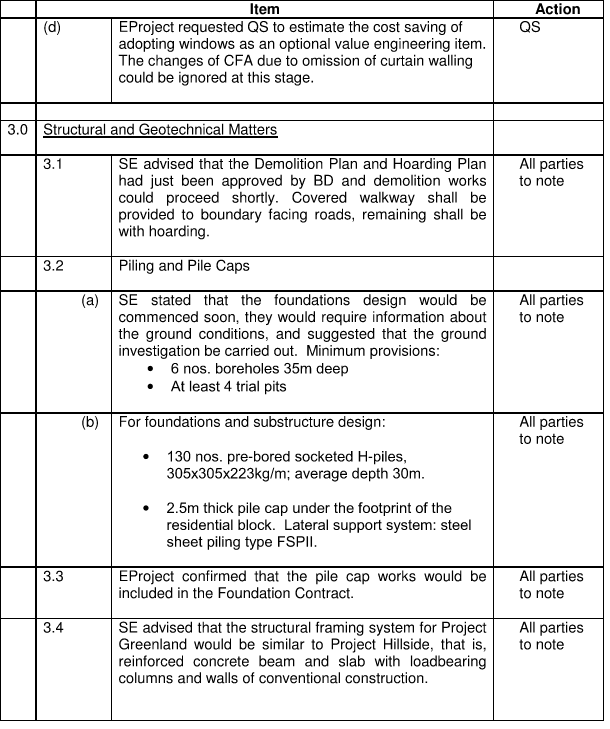 Item Action
(d) EProject requested QS to estimate the cost saving of QS
adopting windows as an optional value engineering item.
The changes of CFA due to omission of curtain walling
could be ignored at this stage.
3.0 Structural and Geotechnical Matters
3.1 SE advised that the Demolition Plan and Hoarding Plan All parties
had just been approved by BD and demolition works to note
could proceed shortly. Covered walkway shall be
provided to boundary facing roads, remaining shall be
with hoarding.
3.2 Piling and Pile Caps
(a) SE stated that the foundations design would be All parties
commenced soon, they would require information about to note
the ground conditions, and suggested that the ground
investigation be carried out. Minimum provisions:
• 6 nos. boreholes 35m deep
• At least 4 trial pits
(b) For foundations and substructure design: All parties
to note
• 130 nos. pre-bored socketed H-piles,
305x305x223kg/m; average depth 30m.
• 2.5m thick pile cap under the footprint of the
residential block. Lateral support system: steel
sheet piling type FSPII.
3.3 EProject confirmed that the pile cap works would be All parties
included in the Foundation Contract. to note
3.4 SE advised that the structural framing system for Project All parties
Greenland would be similar to Project Hillside, that is, to note
reinforced concrete beam and slab with loadbearing
columns and walls of conventional construction.